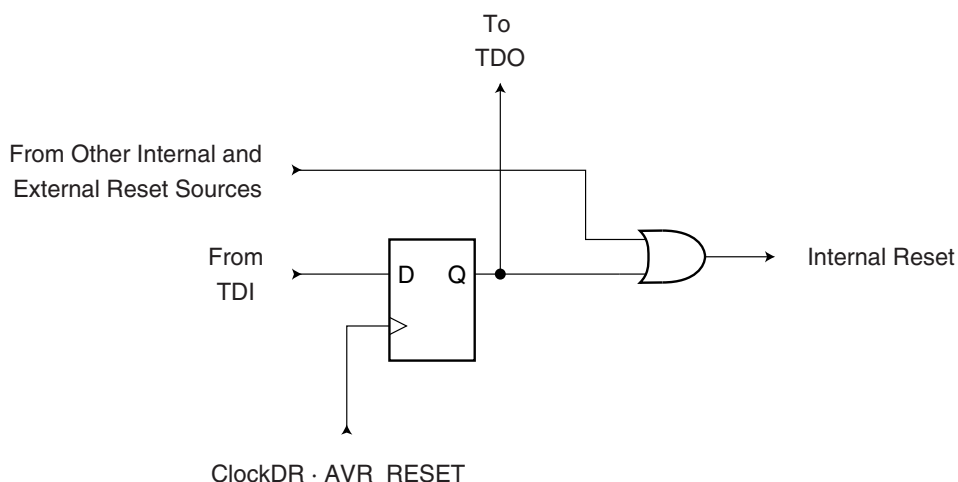 To
TDO
From Other Internal and
External Reset Sources
From
TDI
D
Q
Internal Reset
ClockDR · AVR_RESET